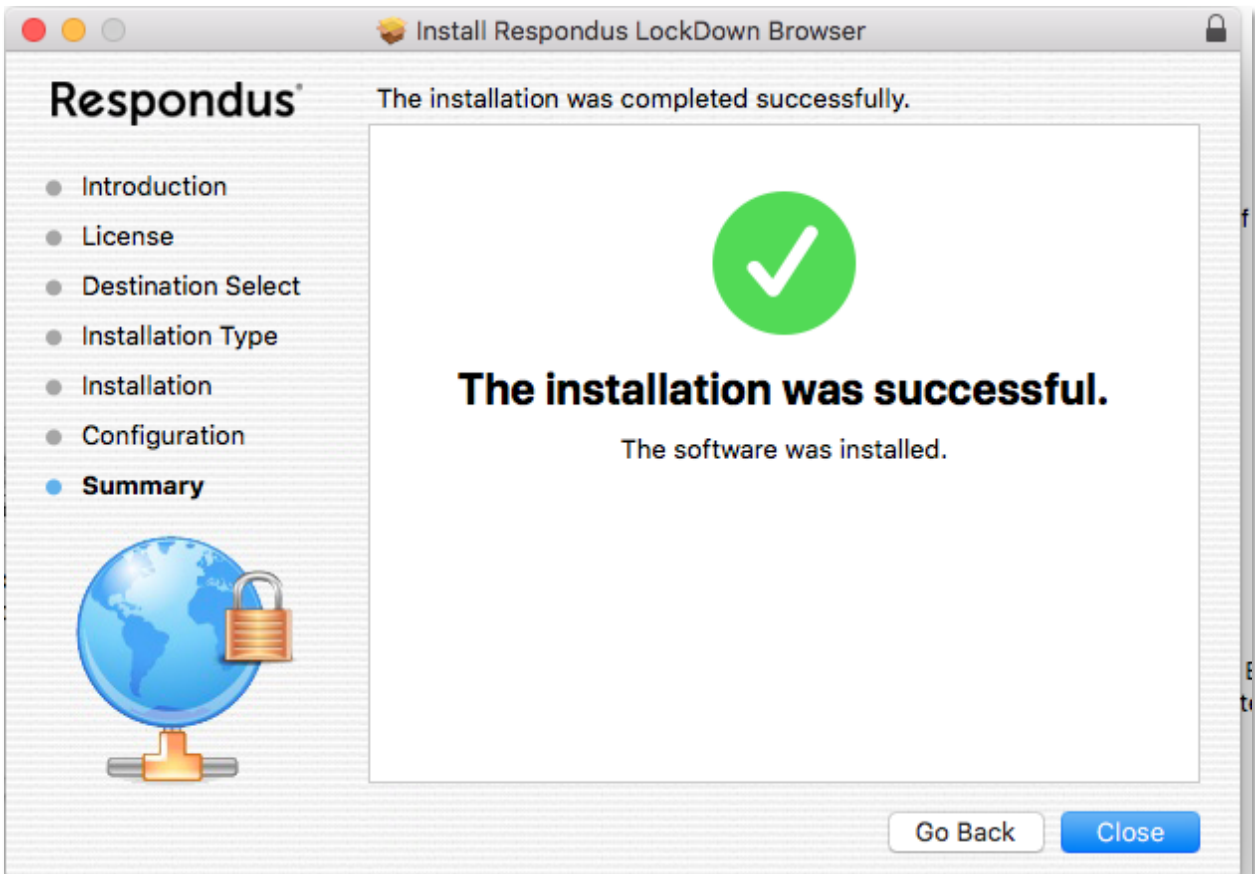 Install Respondus LockDown Browser
Respondus®
The installation was completed successfully.
Introduction
License
Destination Select
Installation Type
Installation
Configuration
Summary
The installation was successful.
The software was installed.
Go Back
Close
f